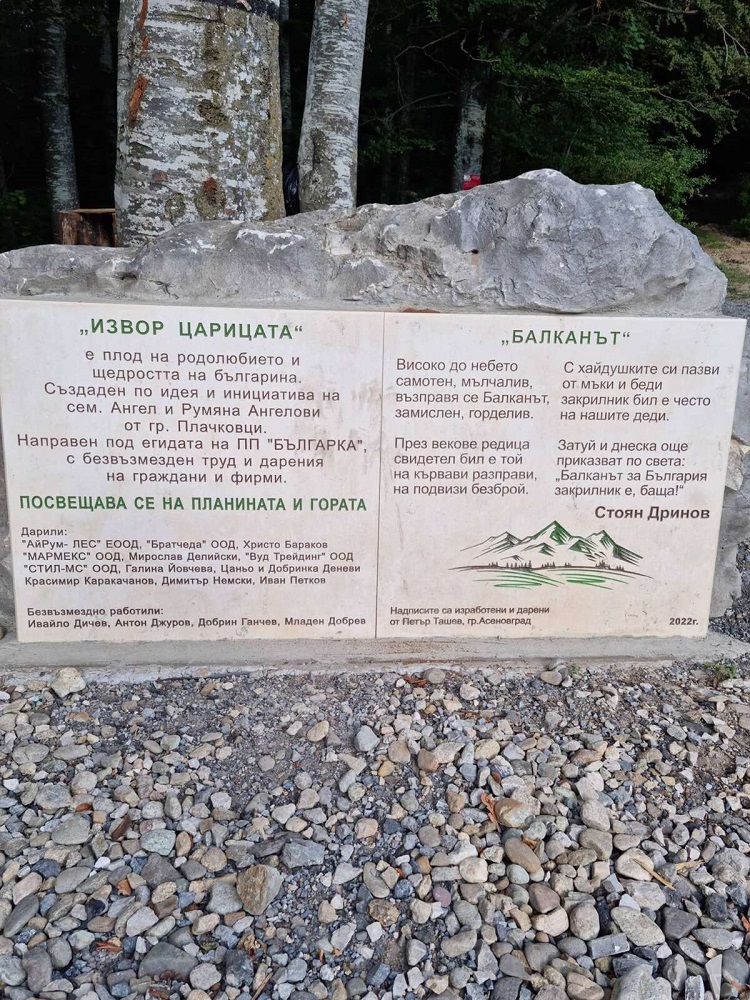 „ИЗВОР ЦАРИЦАТА“
е плод на родолюбието и
щедростта на българина.
Създаден по идея и инициатива на
сем. Ангел и Румяна Ангелови
от гр. Плачковци.
Направен под егидата на ПП "БЪЛГАРКА",
с безвъзмезден труд и дарения
на граждани и фирми.
ПОСВЕЩАВА СЕ НА ПЛАНИНАТА И ГОРАТА
Дарили:
"АйРум- ЛЕС" ЕООД, "Братчеда" ООД, Христо Бараков
"МАРМЕКС" ООД, Мирослав Делийски, "Вуд Трейдинг" ООД
"СТИЛ-МС" ООД, Галина Йовчева, Цаньо и Добринка Деневи
Красимир Каракачанов, Димитър Немски, Иван Петков
Безвъзмездно работили:
Ивайло Дичев, Антон Джуров, Добрин Ганчев, Младен Добрев
„БАЛКАНЪТ“
Високо до небето
самотен, мълчалив,
възправя се Балканът,
замислен, горделив.
През векове редица
свидетел бил е той
на кървави разправи,
на подвизи безброй.
С хайдушките си пазви
от мъки и беди
закрилник бил е често
на нашите деди.
Затуй и днеска още
приказват по света:
„Балканът за България
закрилник е, баща!“
Стоян Дринов
Надписите са изработени и дарени
от Петър Ташев, гр.Асеновград
2022г.